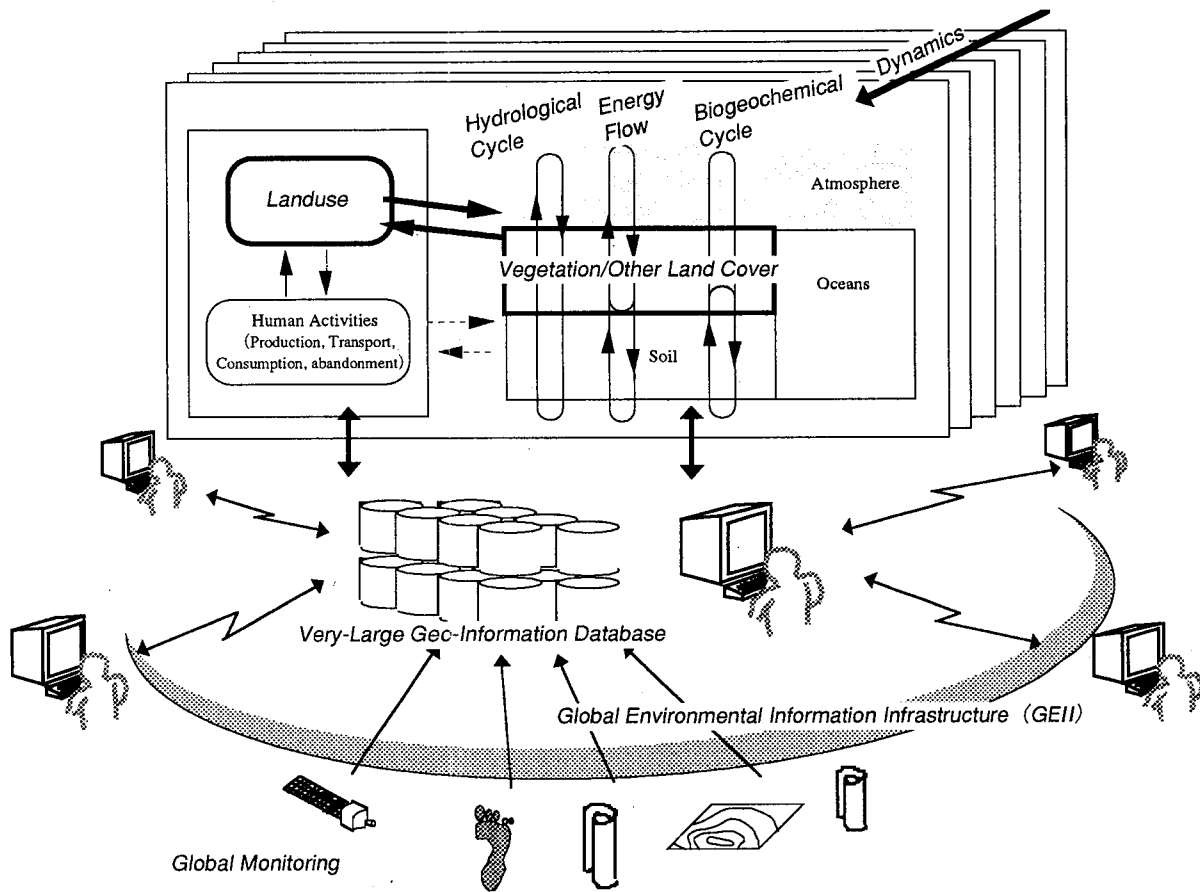 Dynamics
Hydrological
Cycle
Energy
Flow
Biogeochemical
Cycle
Atmosphere
Landuse
Vegetation/Other Land Cover
Oceans
Human Activities
(Production, Transport,
Consumption, abandonment)
Soil
Very-Large Geo-Information Database
Global Environmental Information Infrastructure (GEII)
Global Monitoring